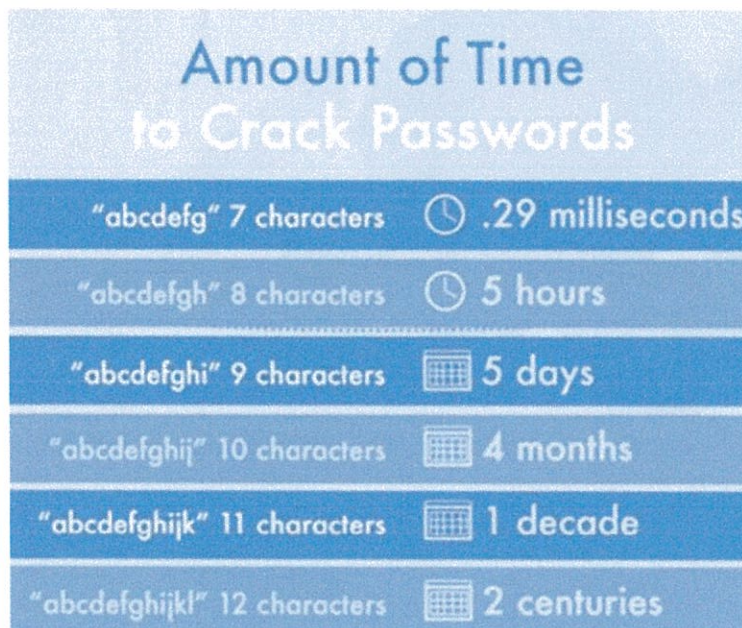 Amount of Time
to Crack Passwords
"abcdefg" 7 characters .29 milliseconds
"abcdefgh" 8 characters 5 hours
"abcdefghi" 9 characters 5 days
"abcdefghij" 10 characters 4 months
"abcdefghijk" 11 characters 1 decade
"abcdefghijkl" 12 characters 2 centuries